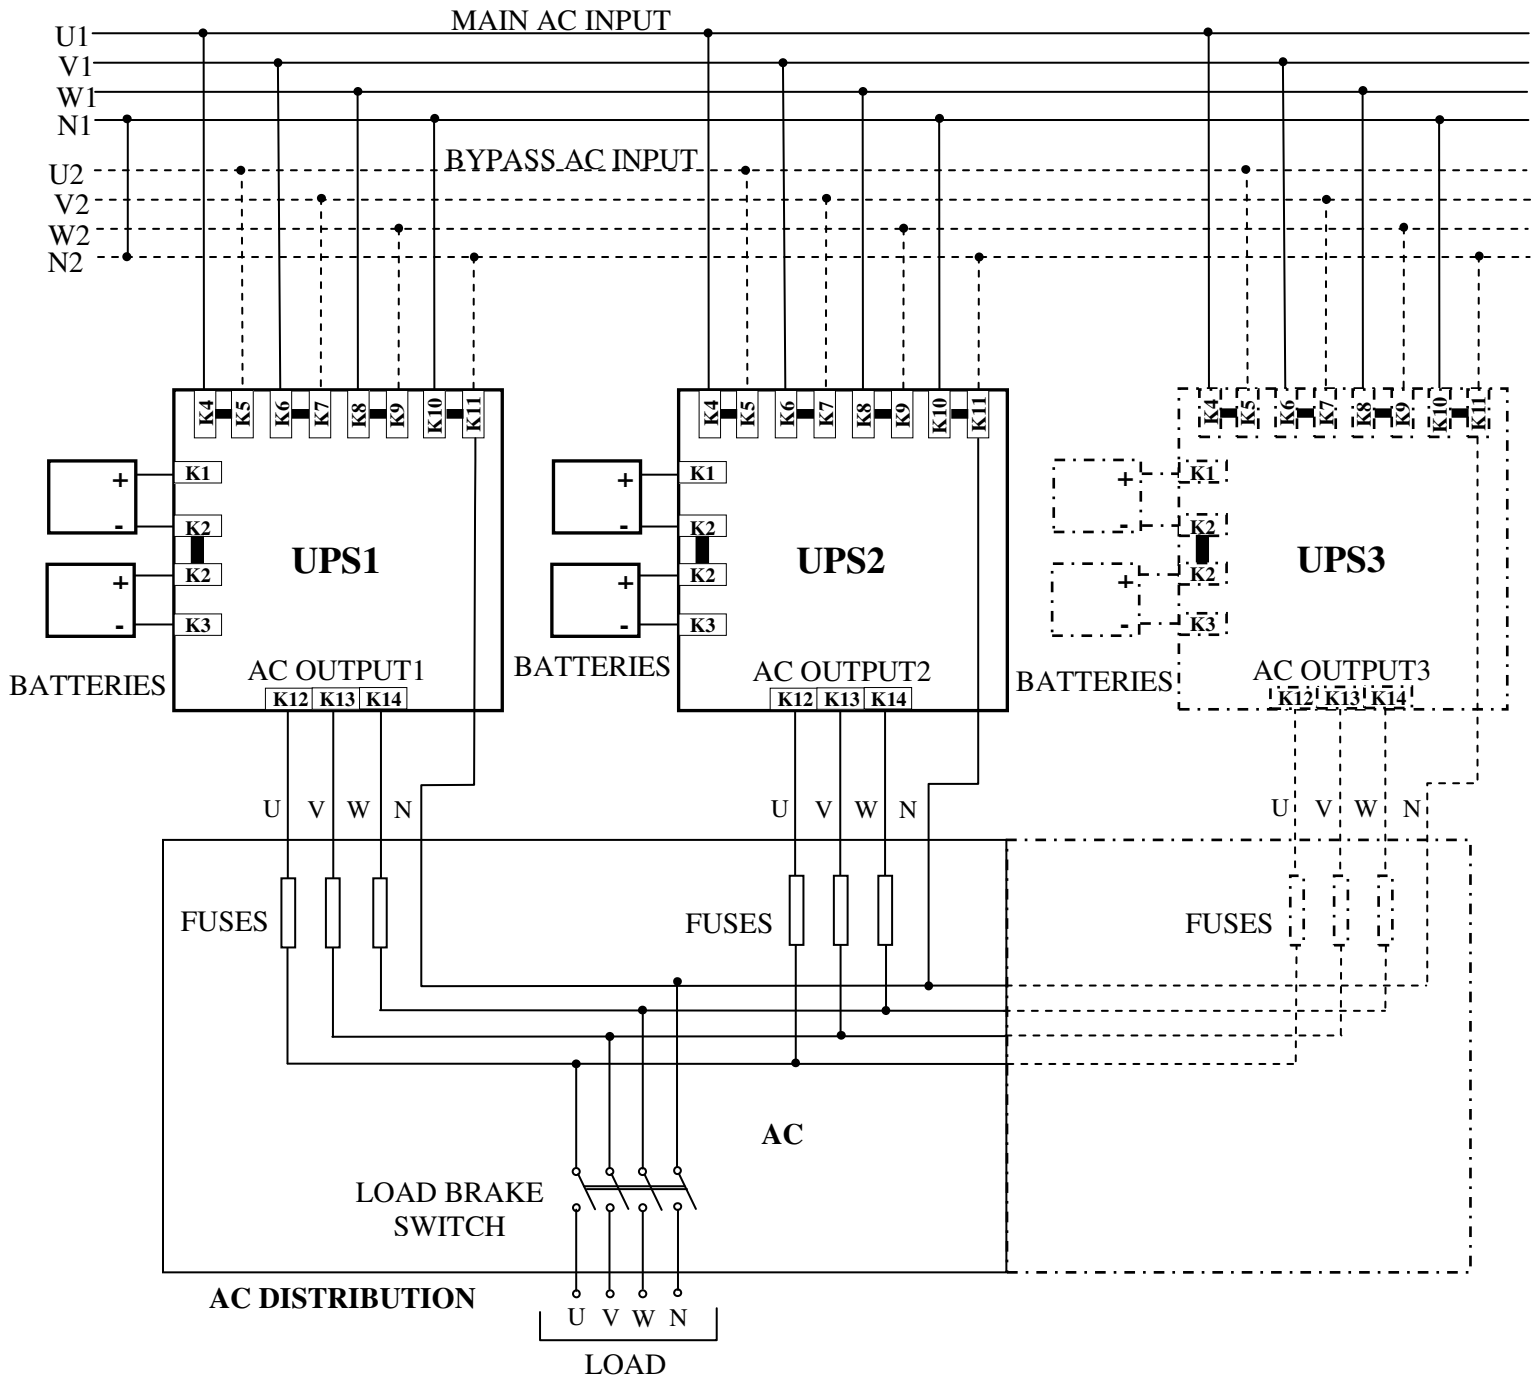 MAIN AC INPUT
U1
V1
W1
N1
BYPASS AC INPUT
U2
V2
W2
N2
K4 K5 K6 K7 K8 K9 K10 K11
K4 K5 K6 K7 K8 K9 K10 K11
K4 K5 K6 K7 K8 K9 K10 K11
+ K1
- K2
UPS1
+ K2
- K3
BATTERIES
AC OUTPUT1
K12 K13 K14
+ K1
- K2
UPS2
+ K2
- K3
BATTERIES
AC OUTPUT2
K12 K13 K14
+ K1
- K2
UPS3
+ K2
- K3
BATTERIES
AC OUTPUT3
K12 K13 K14
U V W N
U V W N
U V W N
FUSES
FUSES
FUSES
AC
LOAD BRAKE
SWITCH
AC DISTRIBUTION
U V W N
LOAD